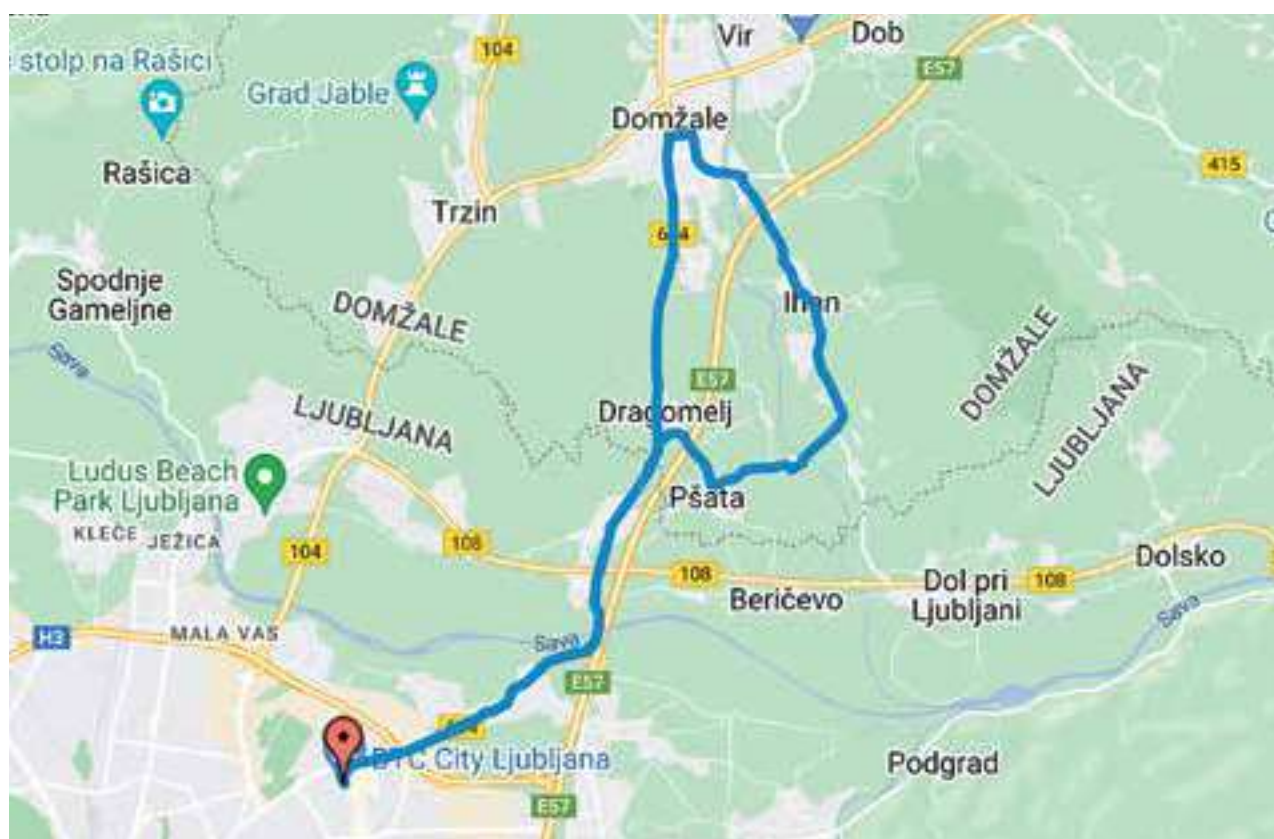 Vir
Dob
104
stolp na Rašici
Grad Jable
E57
Domžale
Rašica
415
Trzin
Ihan
Spodnje
Gameljne
DOMŽALE
Sava
E57
DOMŽALE
LJUBLJANA
Dragomelj
LJUBLJANA
Ludus Beach
Park Ljubljana
Pšata
KLEČE
JEŽICA
104
108
108
Beričevo
Dol pri
Ljubljani
108
Dolsko
H3
MALA VAS
Sava
Sava
E57
BTC City Ljubljana
Podgrad
E57